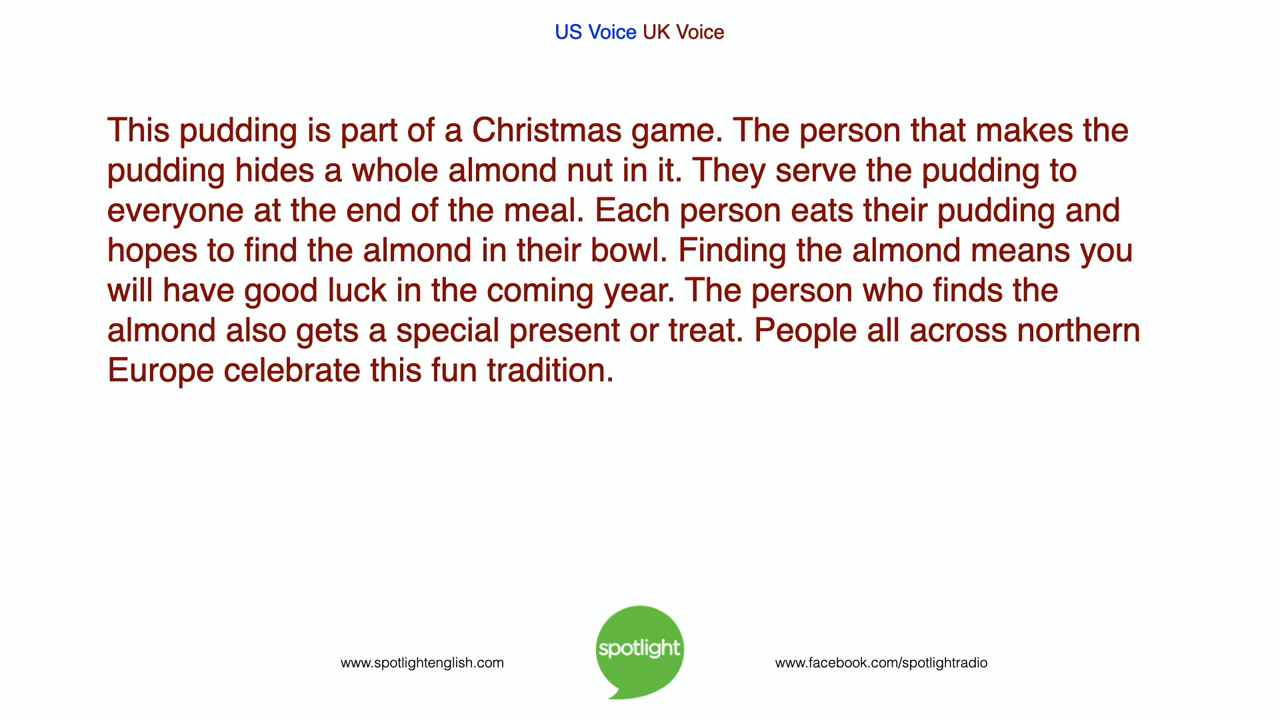 US Voice UK Voice
This pudding is part of a Christmas game. The person that makes the
pudding hides a whole almond nut in it. They serve the pudding to
everyone at the end of the meal. Each person eats their pudding and
hopes to find the almond in their bowl. Finding the almond means you
will have good luck in the coming year. The person who finds the
almond also gets a special present or treat. People all across northern
Europe celebrate this fun tradition.
www.spotlightenglish.com
spotlight
www.facebook.com/spotlightradio